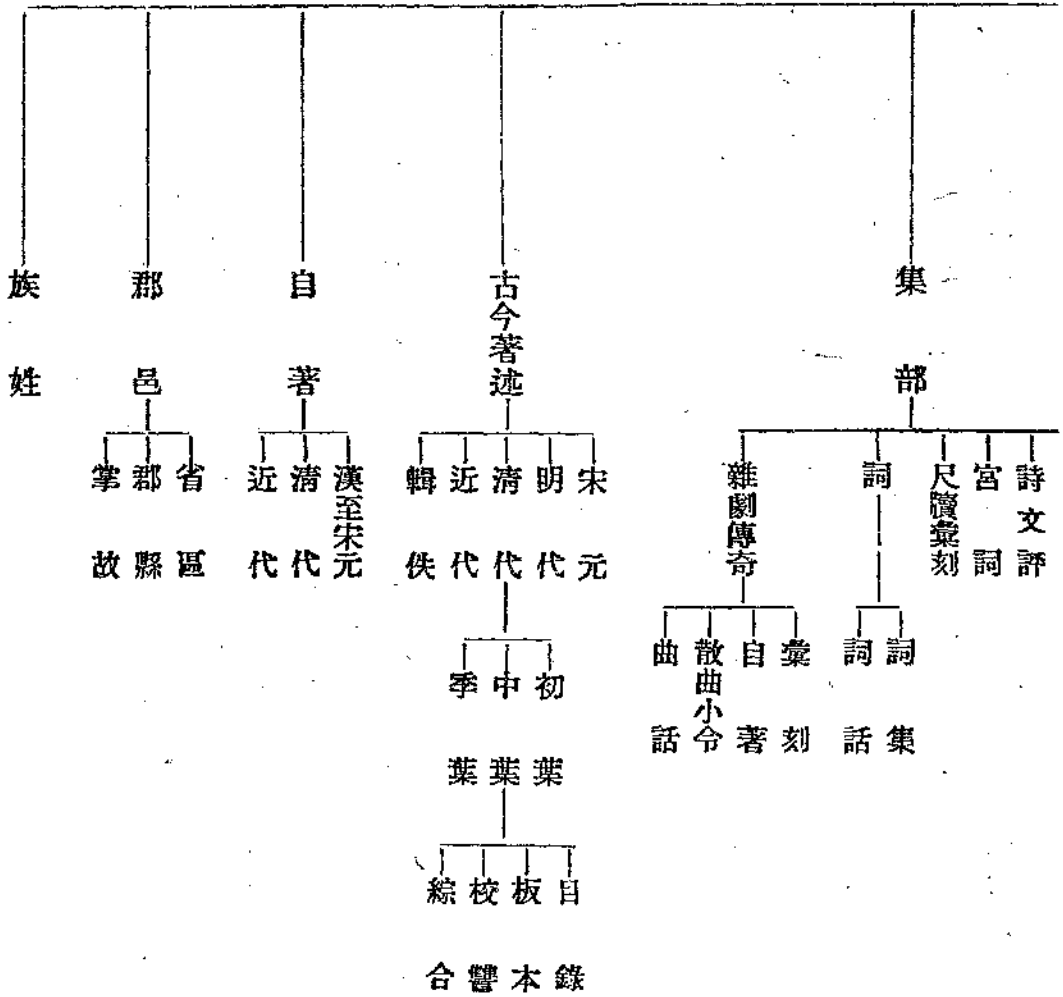 集部
詩文評
宮詞
尺牘彙刻
詞
詞集
詞話
雜劇傳奇
彙刻
自著
散曲小令
曲話
古今著述
宋元
明代
清代
初葉
中葉
目錄
板本
校讐
綜合
季葉
近代
輯佚
自著
漢至宋元
清代
近代
郡邑
省區
郡縣
掌故
族姓